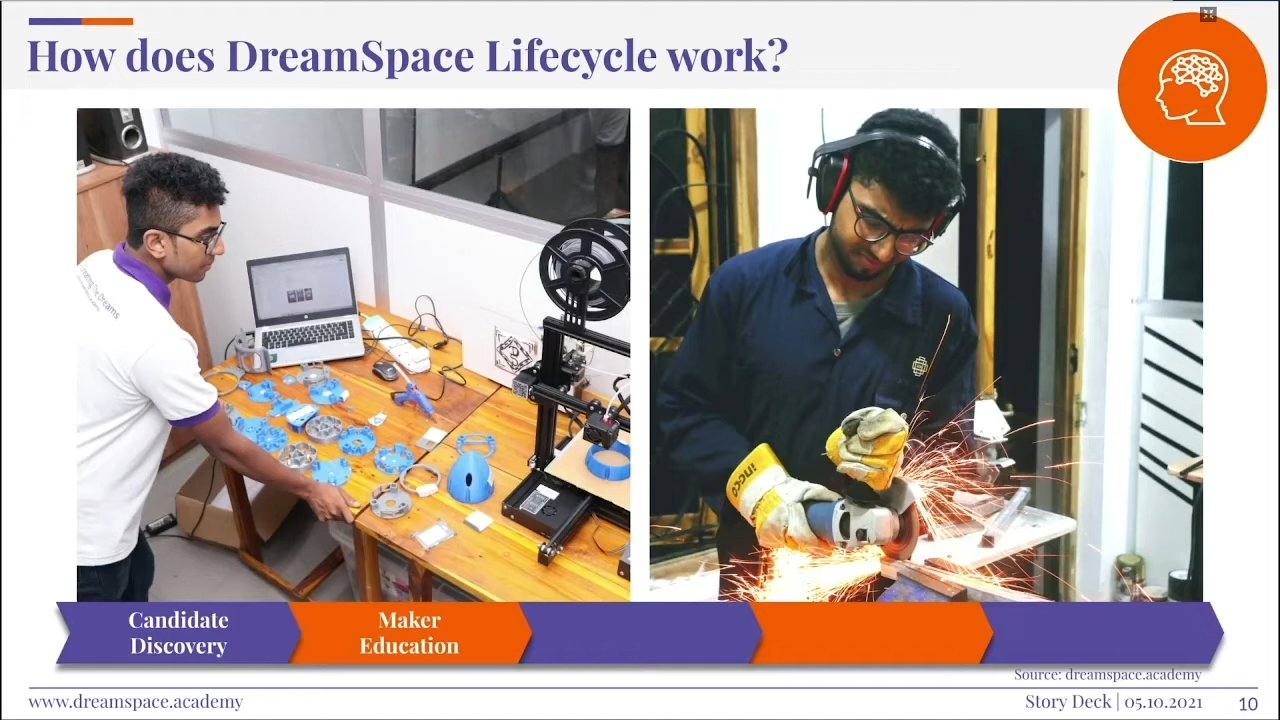 How does DreamSpace Lifecycle work?
INGCO
Candidate
Discovery
Maker
Education
Source: dreamspace.academy
www.dreamspace.academy
Story Deck | 05.10.2021
10